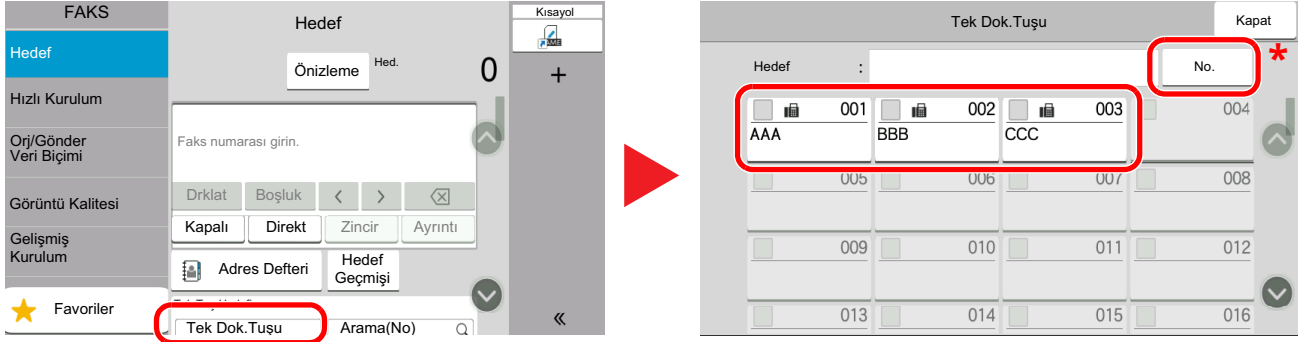 FAKS
Hedef
Hızlı Kurulum
Orj/Gönder
Veri Biçimi
Görüntü Kalitesi
Gelişmiş
Kurulum
Favoriler
Hedef
Önizleme
Hed.
0
Faks numarası girin.
Drklat
Boşluk
Kapalı
Direkt
Zincir
Ayrıntı
Adres Defteri
Hedef
Geçmişi
Tek Dok.Tuşu
Arama(No)
Kısayol
+
«
Tek Dok.Tuşu
Kapat
Hedef :
No.
*
001
002
003
004
AAA
BBB
CCC
005
006
007
008
009
010
011
012
013
014
015
016